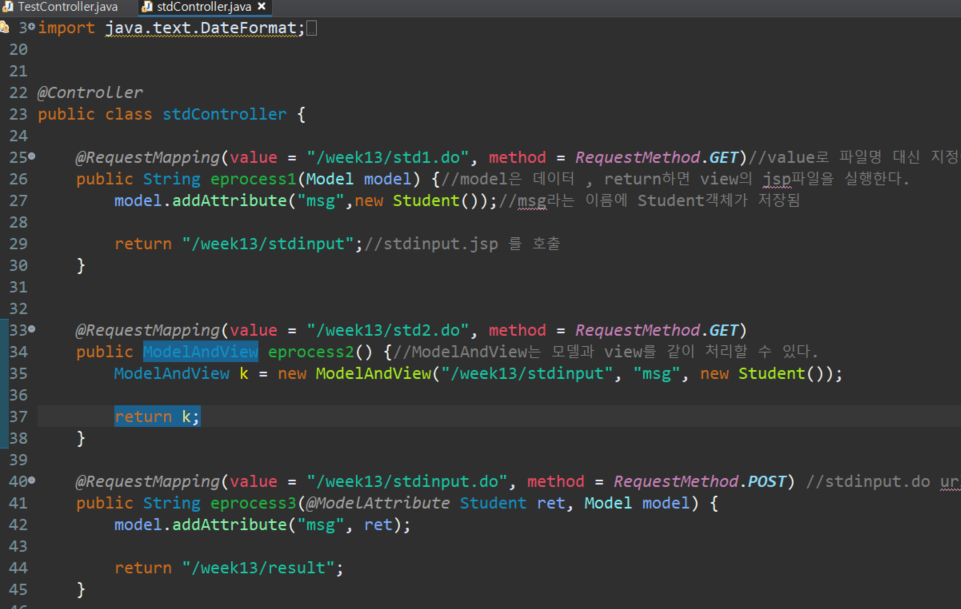 TestController.java stdController.java
3 import java.text.DateFormat;
20
21
22 @Controller
23 public class stdController {
24
25 @RequestMapping(value = "/week13/std1.do", method = RequestMethod.GET)//value로 파일명 대신 지정
26 public String eprocess1(Model model) {//model은 데이터 , return하면 view의 jsp파일을 실행한다.
27 model.addAttribute("msg",new Student());//msg라는 이름에 Student객체가 저장됨
28
29 return "/week13/stdinput";//stdinput.jsp 를 호출
30 }
31
32
33 @RequestMapping(value = "/week13/std2.do", method = RequestMethod.GET)
34 public ModelAndView eprocess2() {//ModelAndView는 모델과 view를 같이 처리할 수 있다.
35 ModelAndView k = new ModelAndView("/week13/stdinput", "msg", new Student());
36
37 return k;
38 }
39
40 @RequestMapping(value = "/week13/stdinput.do", method = RequestMethod.POST) //stdinput.do ur
41 public String eprocess3(@ModelAttribute Student ret, Model model) {
42 model.addAttribute("msg", ret);
43
44 return "/week13/result";
45 }